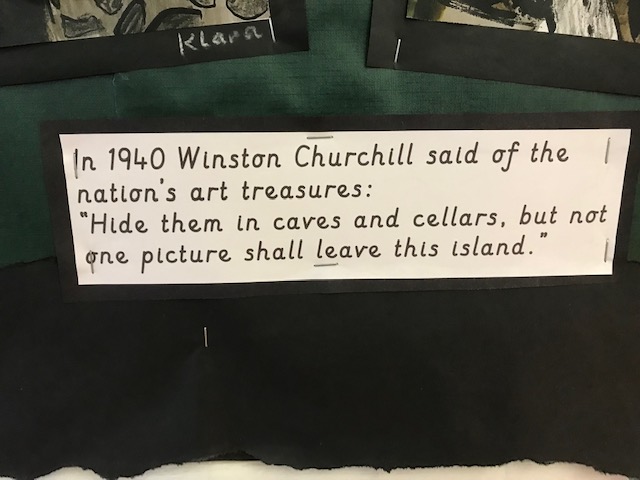 Klara
In 1940 Winston Churchill said of the
nation's art treasures:
"Hide them in caves and cellars, but not
one picture shall leave this island."